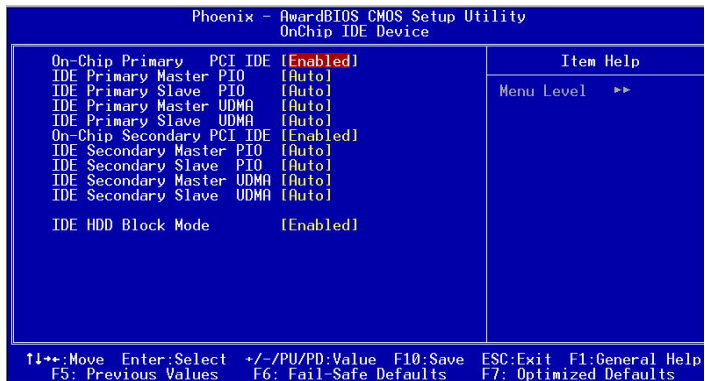 Phoenix - AwardBIOS CMOS Setup Utility
OnChip IDE Device
On-Chip Primary PCI IDE [Enabled]
IDE Primary Master PIO [Auto]
IDE Primary Slave PIO [Auto]
IDE Primary Master UDMA [Auto]
IDE Primary Slave UDMA [Auto]
On-Chip Secondary PCI IDE [Enabled]
IDE Secondary Master PIO [Auto]
IDE Secondary Slave PIO [Auto]
IDE Secondary Master UDMA [Auto]
IDE Secondary Slave UDMA [Auto]
IDE HDD Block Mode [Enabled]
Item Help
Menu Level ▸▸
↑↓→←:Move Enter:Select +/-/PU/PD:Value F10:Save ESC:Exit F1:General Help
F5: Previous Values F6: Fail-Safe Defaults F7: Optimized Defaults